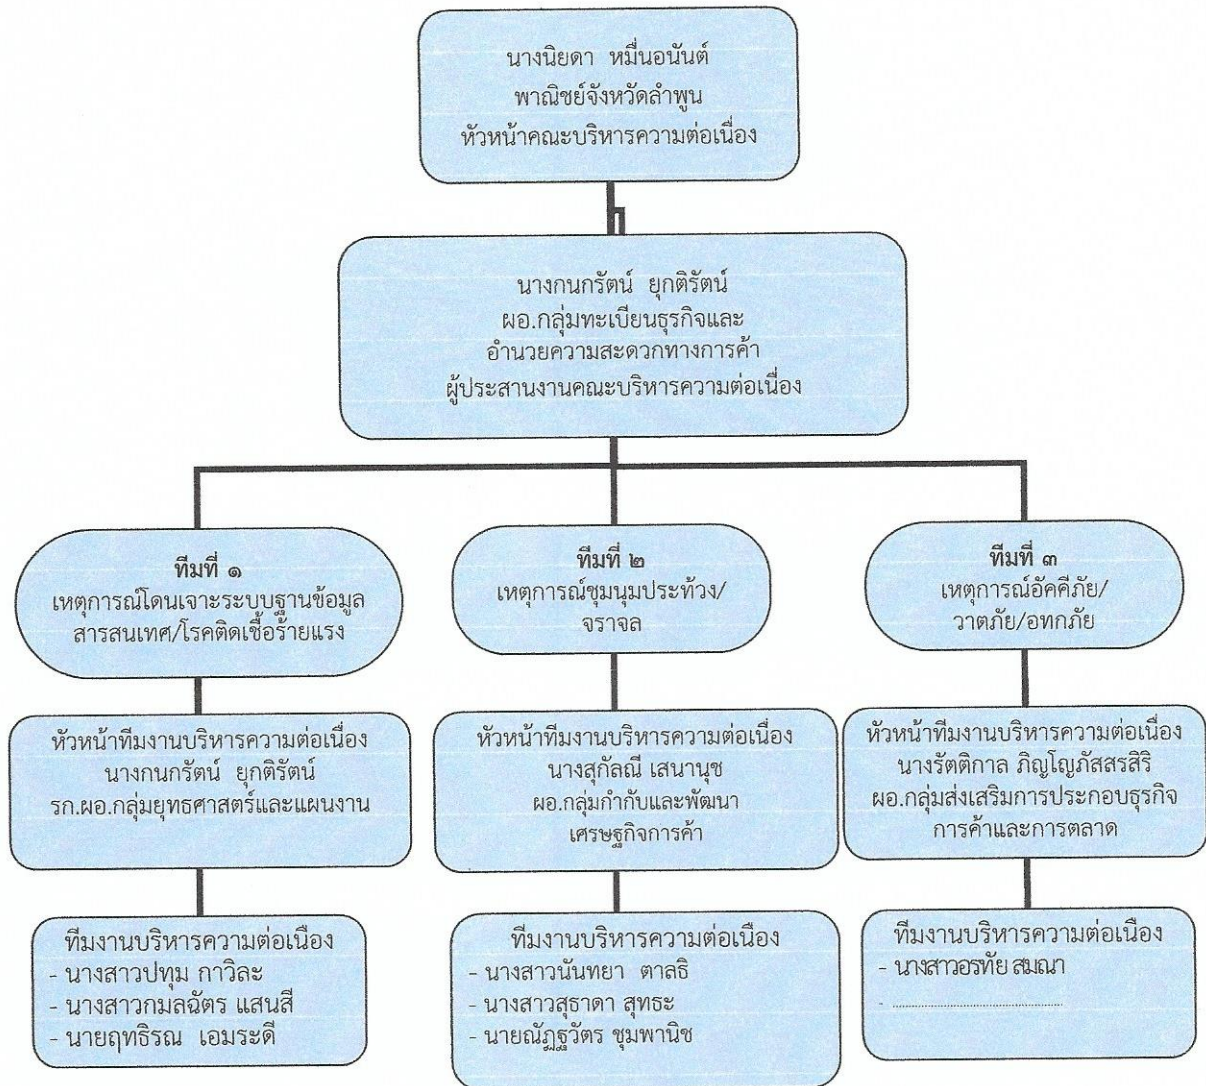 นางนิยดา หมื่นอนันต์
พาณิชย์จังหวัดลำพูน
หัวหน้าคณะบริหารความต่อเนื่อง
นางกนกรัตน์ ยุกติรัตน์
ผอ.กลุ่มทะเบียนธุรกิจและ
อำนวยความสะดวกทางการค้า
ผู้ประสานงานคณะบริหารความต่อเนื่อง
ทีมที่ ๑
เหตุการณ์โดนเจาะระบบฐานข้อมูล
สารสนเทศ/โรคติดเชื้อร้ายแรง
หัวหน้าทีมงานบริหารความต่อเนื่อง
นางกนกรัตน์ ยุกติรัตน์
รก.ผอ.กลุ่มยุทธศาสตร์และแผนงาน
ทีมงานบริหารความต่อเนื่อง
- นางสาวปทุม กาวิละ
- นางสาวกมลฉัตร แสนสี
- นายฤทธิรณ เอมระดี
ทีมที่ ๒
เหตุการณ์ชุมนุมประท้วง/
จราจล
หัวหน้าทีมงานบริหารความต่อเนื่อง
นางสุกัลณี เสนานุช
ผอ.กลุ่มกำกับและพัฒนา
เศรษฐกิจการค้า
ทีมงานบริหารความต่อเนื่อง
- นางสาวนันทยา ตาลธิ
- นางสาวสุธาดา สุทธะ
- นายณัฏฐวัตร ชุมพานิช
ทีมที่ ๓
เหตุการณ์อัคคีภัย/
วาตภัย/อทกภัย
หัวหน้าทีมงานบริหารความต่อเนื่อง
นางรัตติกาล ภิญโญภัสสรสิริ
ผอ.กลุ่มส่งเสริมการประกอบธุรกิจ
การค้าและการตลาด
ทีมงานบริหารความต่อเนื่อง
- นางสาวอรทัย สมณา
- ........................................